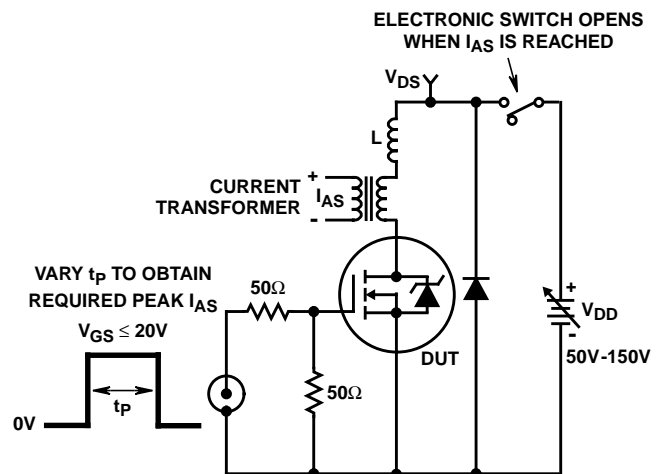 ELECTRONIC SWITCH OPENS
WHEN IAS IS REACHED
VDS
L
+
CURRENT
TRANSFORMER
IAS
-
VARY tP TO OBTAIN
REQUIRED PEAK IAS
50Ω
VGS ≤ 20V
+
VDD
-
DUT
50V-150V
50Ω
tP
0V